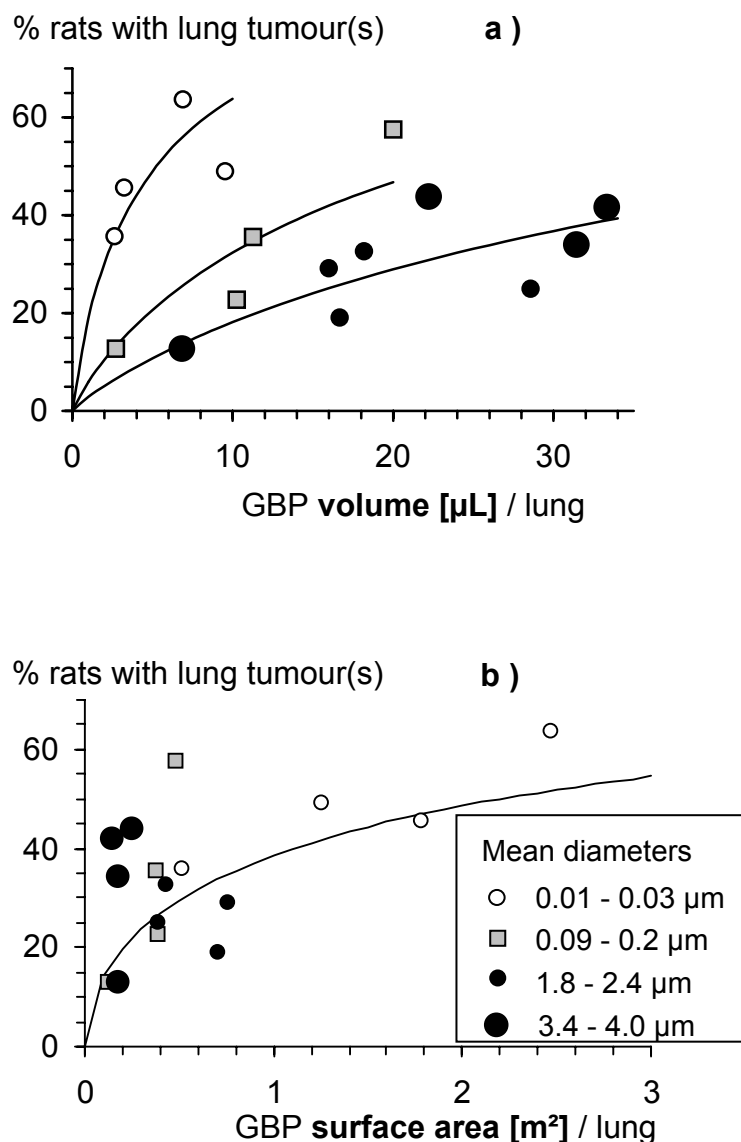 % rats with lung tumour(s) a )
60
40
20
0
0 10 20 30
GBP volume [µL] / lung
% rats with lung tumour(s) b )
60
40
20
0
Mean diameters
0.01 - 0.03 µm
0.09 - 0.2 µm
1.8 - 2.4 µm
3.4 - 4.0 µm
0 1 2 3
GBP surface area [m²] / lung